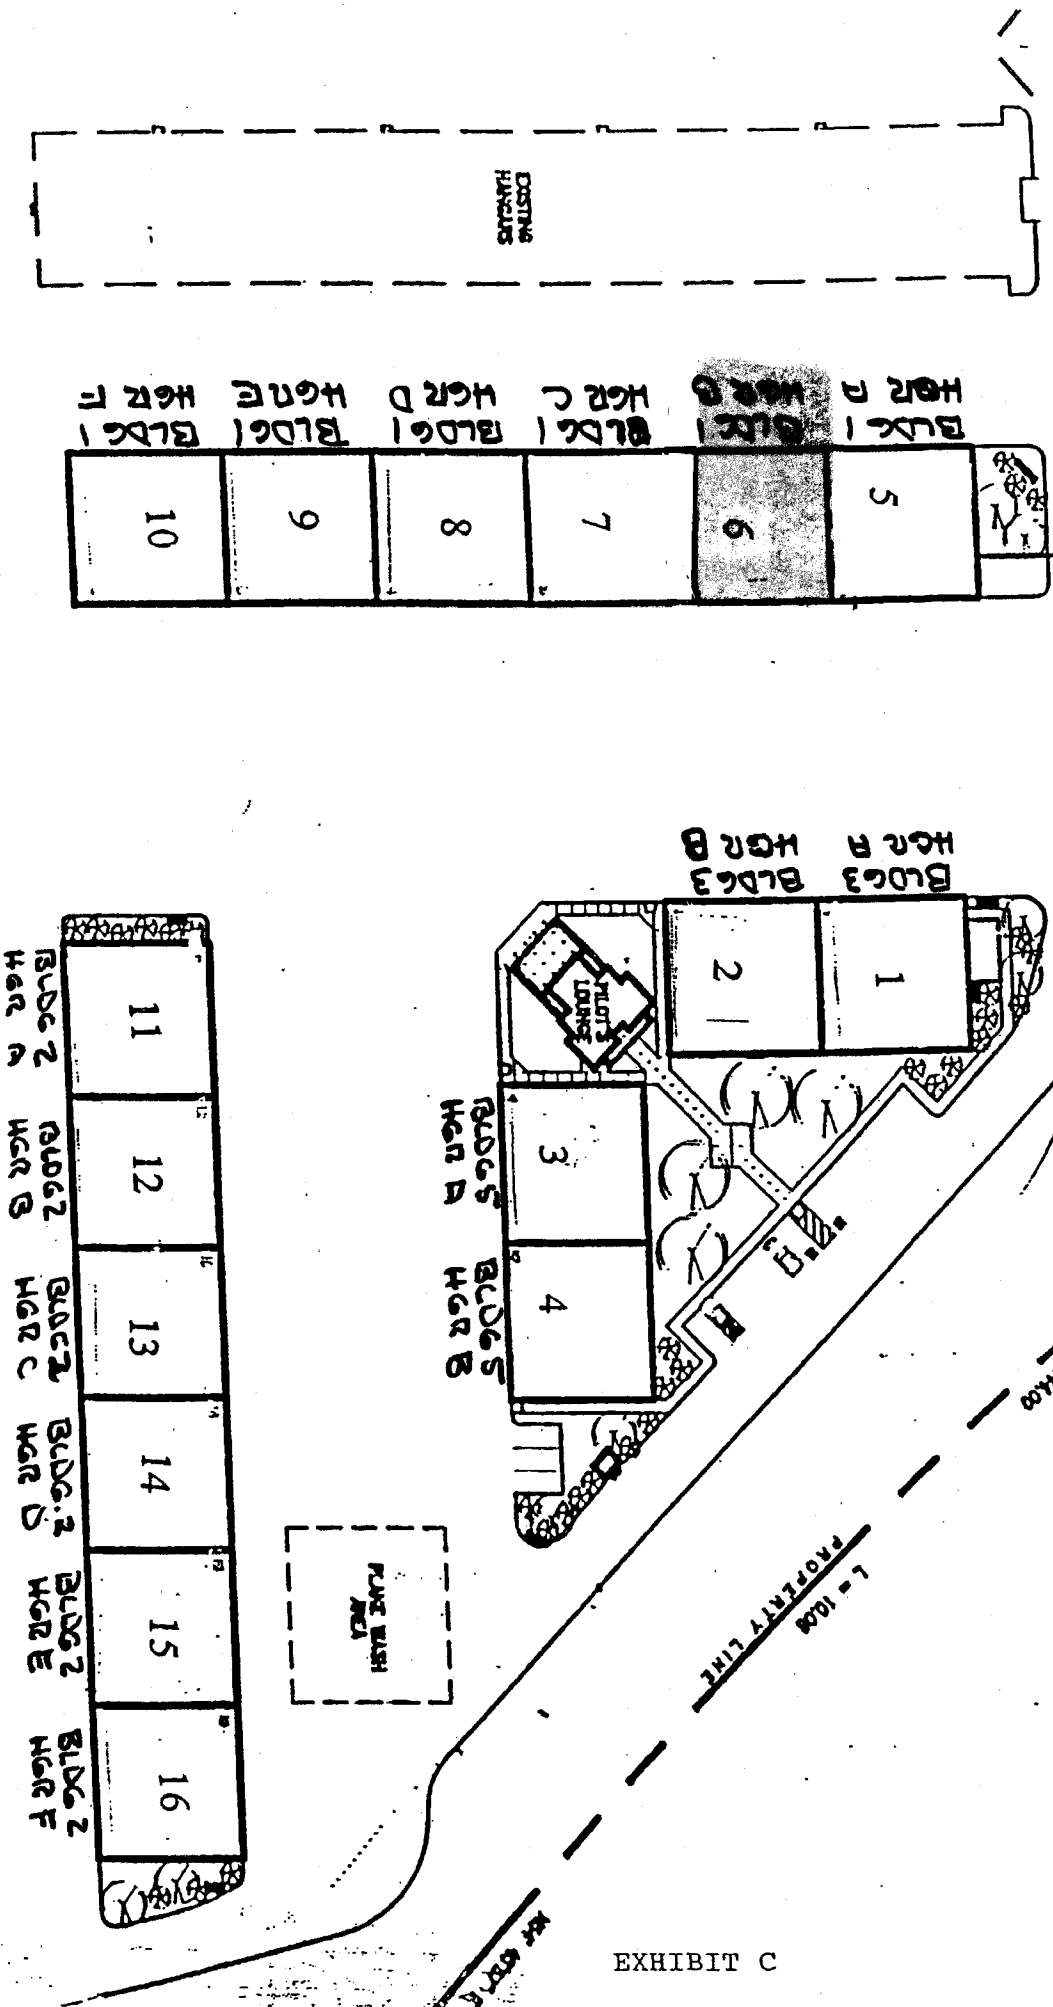 EXISTING
HANGARS
BLDG 1
HGR F
BLDG 1
HGR E
BLDG 1
HGR D
BLDG 1
HGR C
BLDG 1
HGR B
BLDG 1
HGR A
10
9
8
7
6
5
BLDG 3
HGR B
BLDG 3
HGR A
2
1
PILOT'S
LOUNGE
BLDG 5
HGR A
3
BLDG 5
HGR B
4
BLDG 2
HGR A
11
BLDG 2
HGR B
12
BLDG 2
HGR C
13
BLDG. 2
HGR D
14
BLDG 2
HGR E
15
BLDG 2
HGR F
16
PLANE WASH
AREA
L = 10.08
PROPERTY LINE
EXHIBIT C